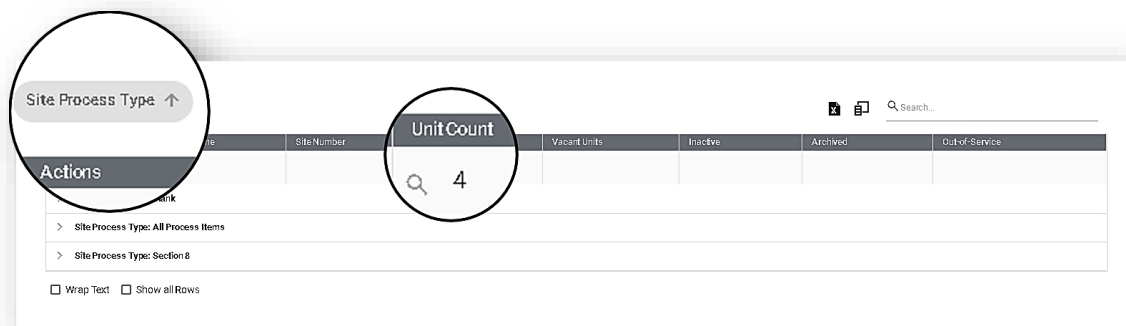 Site Process Type ↑
Search...
Actions
Site Number
Unit Count
Vacant Units
Inactive
Archived
Out-of-Service
4
Site Process Type: All Process Items
Site Process Type: Section 8
Wrap Text
Show all Rows